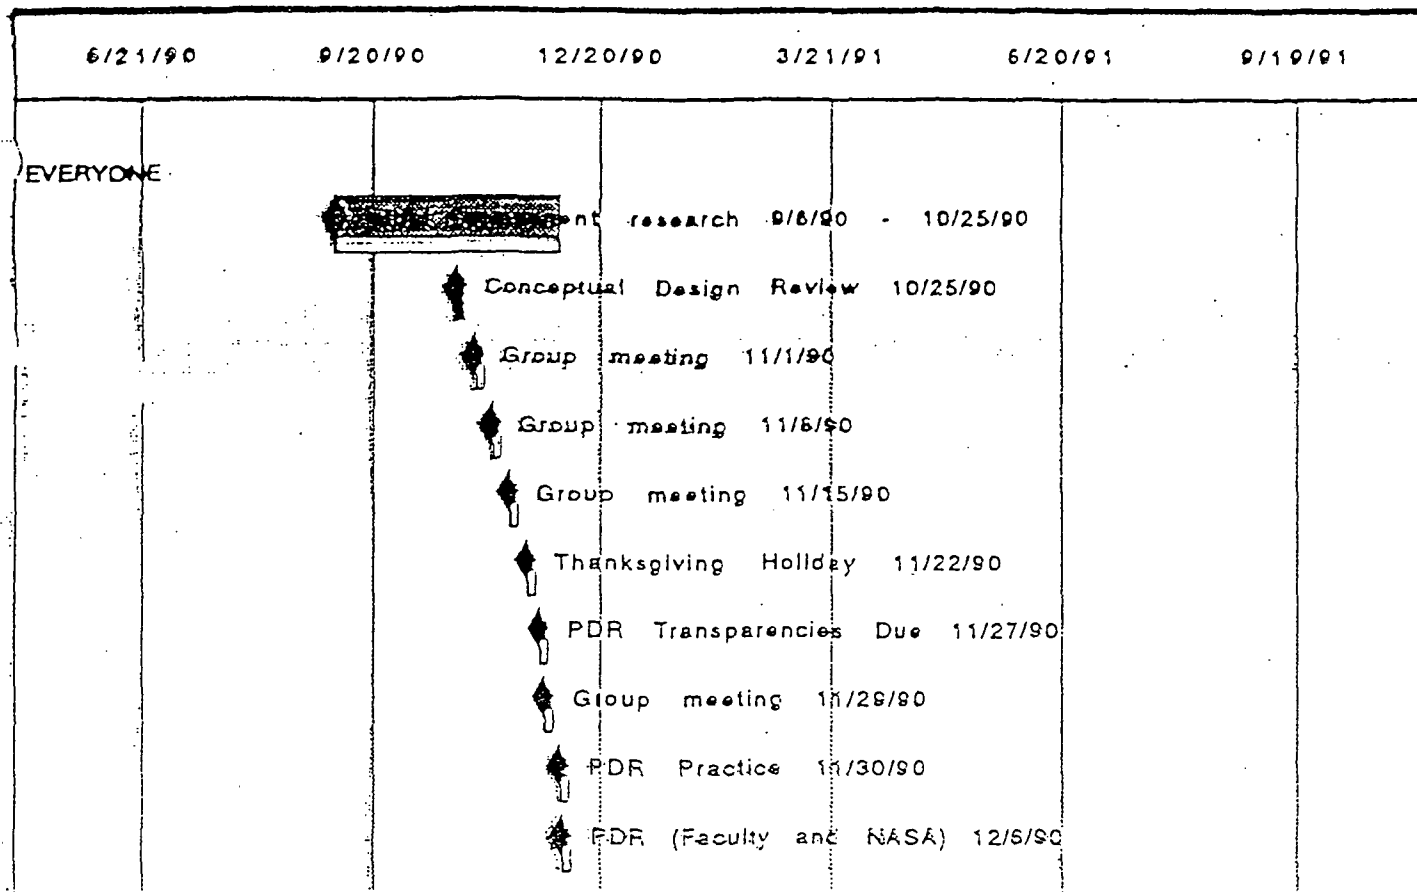 6/21/90 9/20/90 12/20/90 3/21/91 6/20/91 9/19/91
EVERYONE
research 9/6/90 - 10/25/90
Conceptual Design Review 10/25/90
Group meeting 11/1/90
Group meeting 11/8/90
Group meeting 11/15/90
Thanksgiving Holiday 11/22/90
PDR Transparencies Due 11/27/90
Group meeting 11/29/90
PDR Practice 11/30/90
PDR (Faculty and NASA) 12/6/90